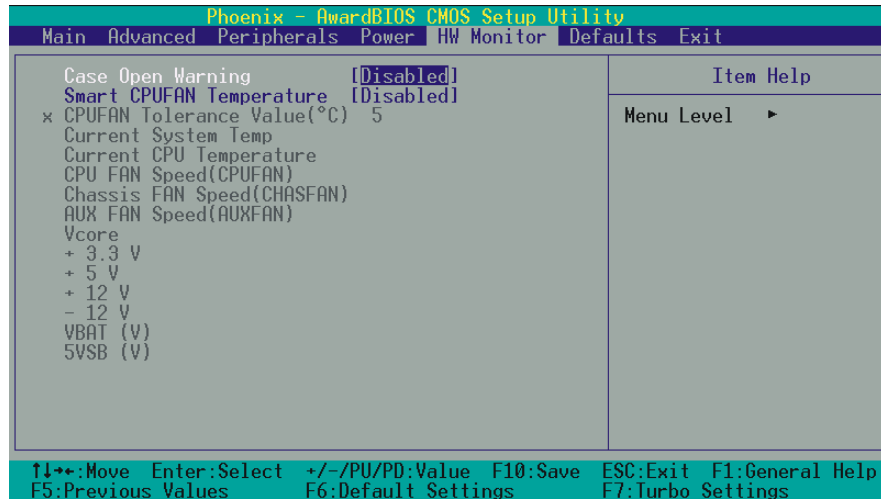 Phoenix - AwardBIOS CMOS Setup Utility
Main Advanced Peripherals Power HW Monitor Defaults Exit
Case Open Warning [Disabled]
Smart CPUFAN Temperature [Disabled]
x CPUFAN Tolerance Value(°C) 5
Current System Temp
Current CPU Temperature
CPU FAN Speed(CPUFAN)
Chassis FAN Speed(CHASFAN)
AUX FAN Speed(AUXFAN)
Vcore
+ 3.3 V
+ 5 V
+ 12 V
- 12 V
VBAT (V)
5VSB (V)
Item Help
Menu Level ►
↑↓→←:Move Enter:Select +/-/PU/PD:Value F10:Save ESC:Exit F1:General Help
F5:Previous Values F6:Default Settings F7:Turbo Settings